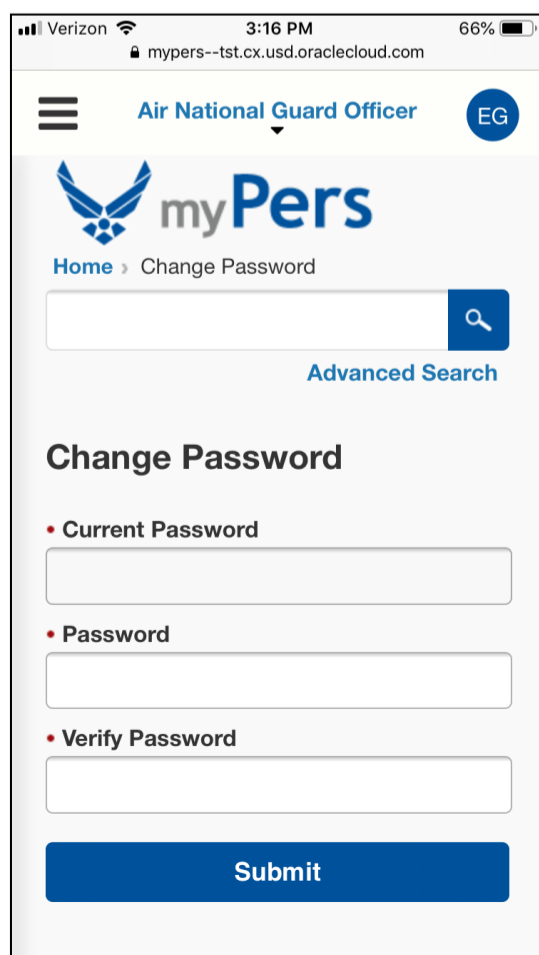 Verizon 3:16 PM 66%
mypers--tst.cx.usd.oraclecloud.com
Air National Guard Officer
EG
myPers
Home › Change Password
Advanced Search
Change Password
• Current Password
• Password
• Verify Password
Submit